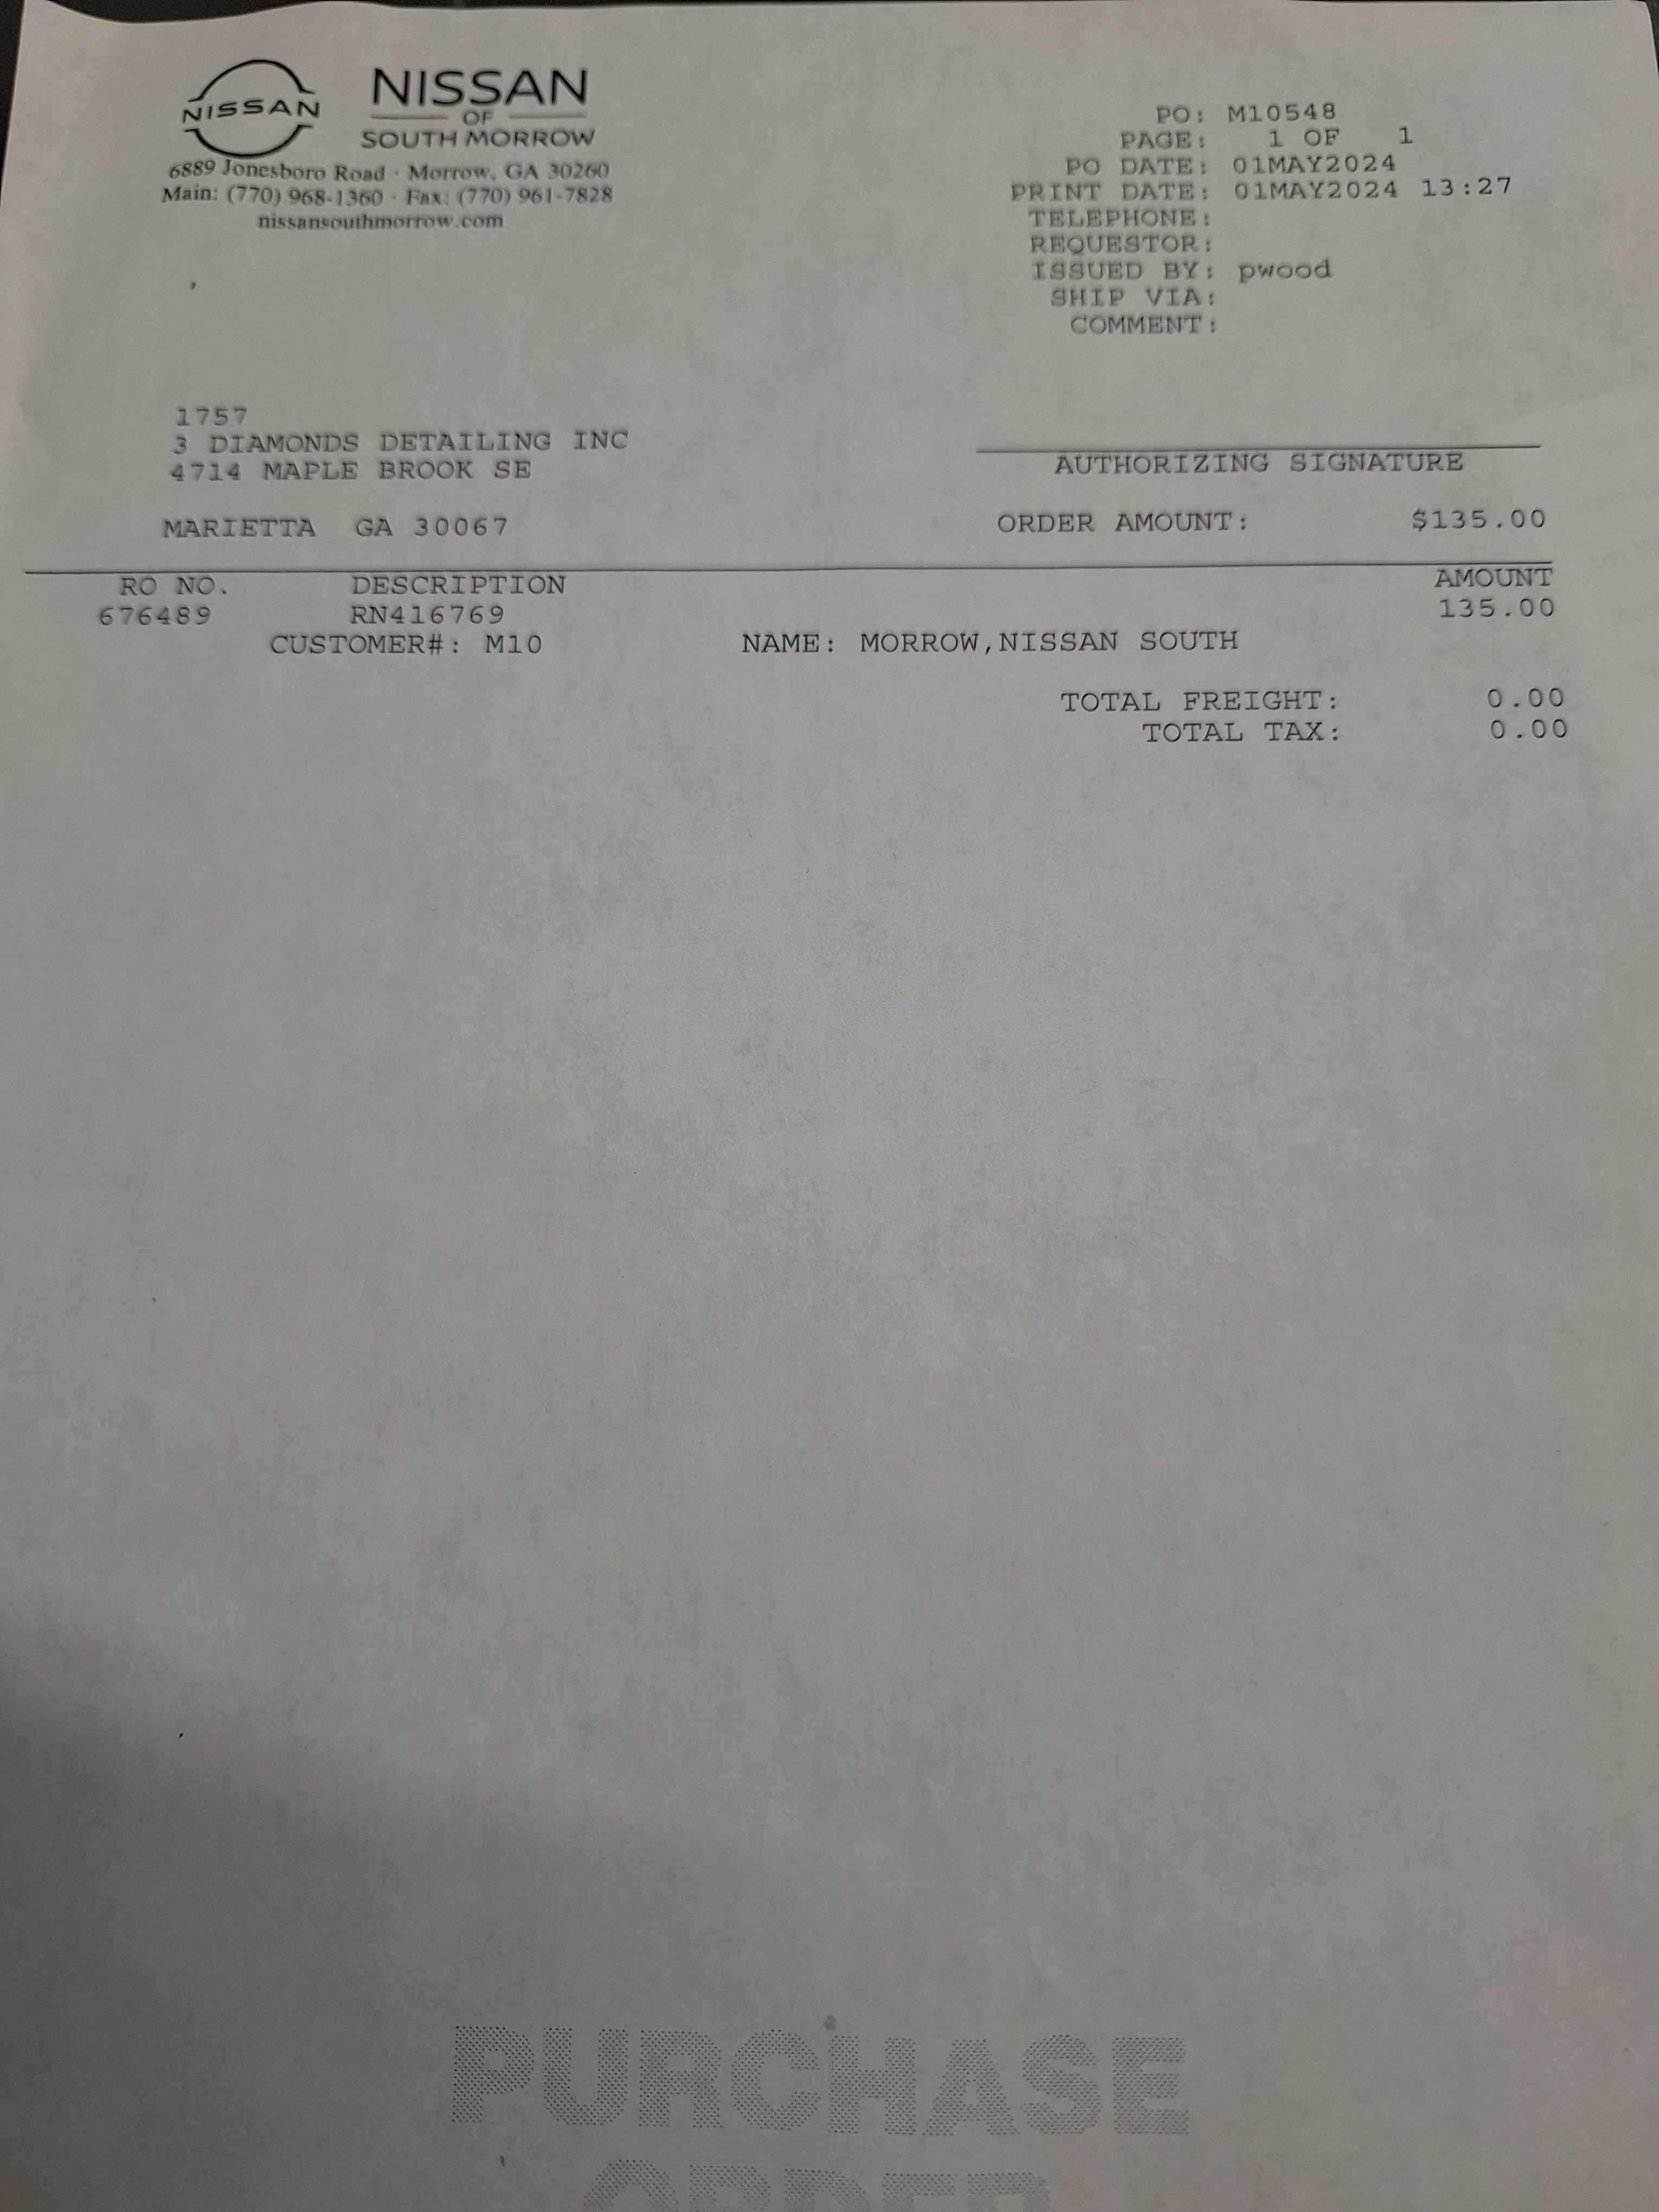 NISSAN
NISSAN
OF
SOUTH MORROW
6889 Jonesboro Road · Morrow, GA 30260
Main: (770) 968-1360 · Fax: (770) 961-7828
nissansouthmorrow.com
PO: M10548
PAGE: 1 OF 1
PO DATE: 01MAY2024
PRINT DATE: 01MAY2024 13:27
TELEPHONE:
REQUESTOR:
ISSUED BY: pwood
SHIP VIA:
COMMENT:
1757
3 DIAMONDS DETAILING INC
4714 MAPLE BROOK SE
MARIETTA GA 30067
AUTHORIZING SIGNATURE
ORDER AMOUNT: $135.00
RO NO. DESCRIPTION AMOUNT
676489 RN416769 135.00
CUSTOMER#: M10 NAME: MORROW,NISSAN SOUTH
TOTAL FREIGHT: 0.00
TOTAL TAX: 0.00
PURCHASE
ORDER